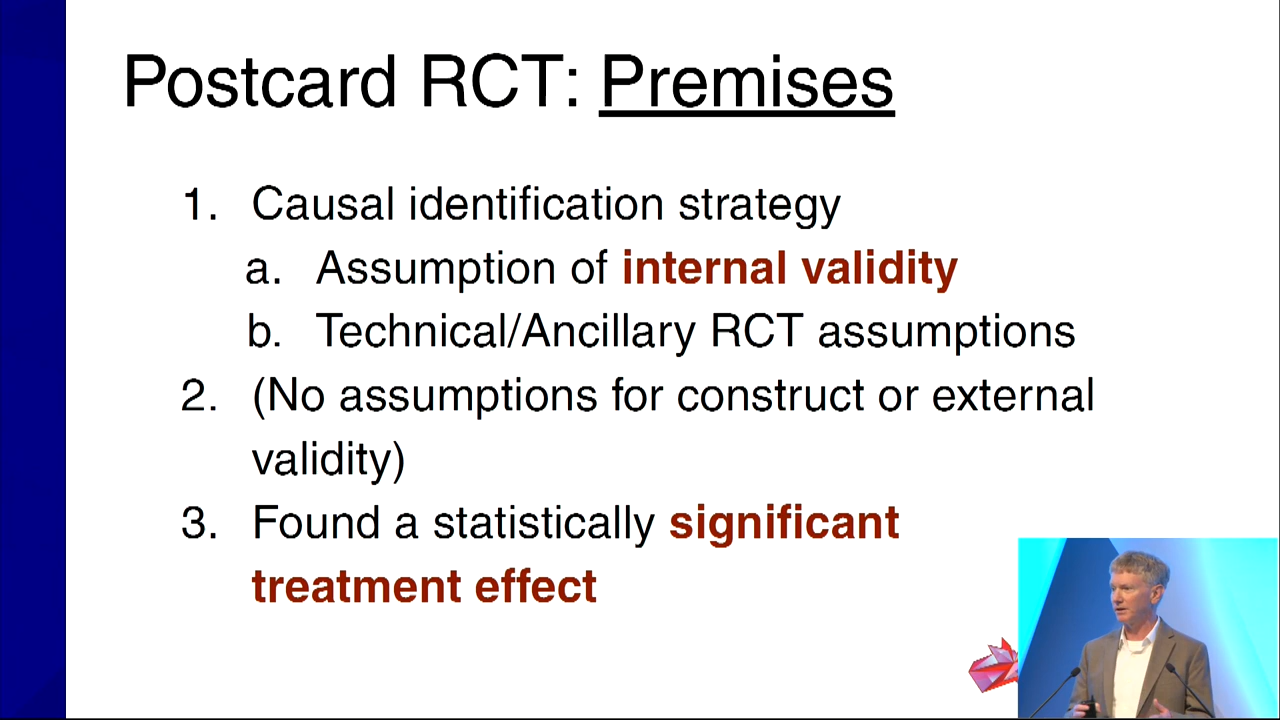 Postcard RCT: Premises
1. Causal identification strategy
a. Assumption of internal validity
b. Technical/Ancillary RCT assumptions
2. (No assumptions for construct or external
validity)
3. Found a statistically significant
treatment effect